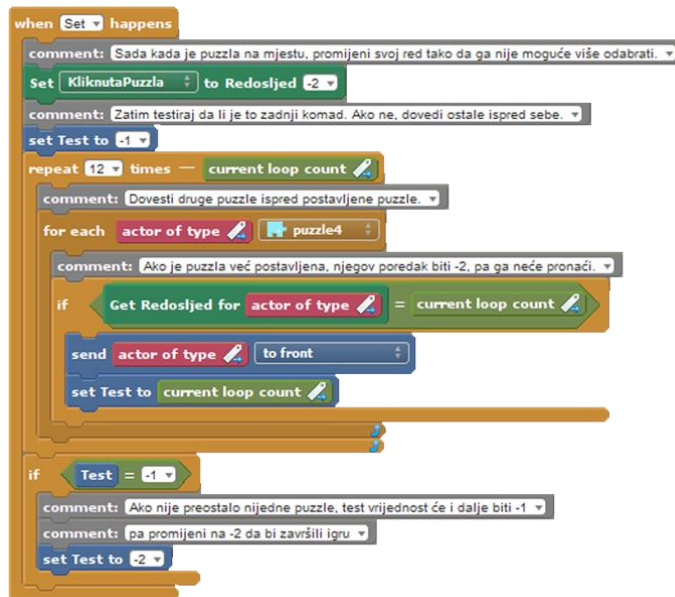 when Set happens
comment: Sada kada je puzzla na mjestu, promijeni svoj red tako da ga nije moguće više odabrati.
Set KliknutaPuzzla to Redosljed -2
comment: Zatim testiraj da li je to zadnji komad. Ako ne, dovedi ostale ispred sebe.
set Test to -1
repeat 12 times — current loop count
comment: Dovesti druge puzzle ispred postavljene puzzle.
for each actor of type puzzle4
comment: Ako je puzzla već postavljena, njegov poredak biti -2, pa ga neće pronaći.
if Get Redosljed for actor of type = current loop count
send actor of type to front
set Test to current loop count
if Test = -1
comment: Ako nije preostalo nijedne puzzle, test vrijednost će i dalje biti -1
comment: pa promijeni na -2 da bi završili igru
set Test to -2